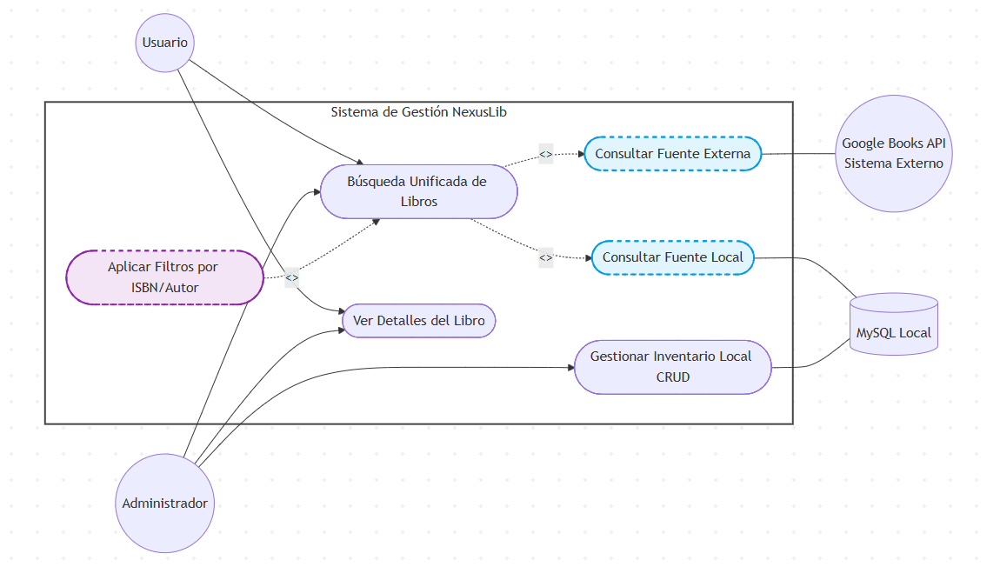 Usuario
Sistema de Gestión NexusLib
Google Books API
Sistema Externo
<>
Consultar Fuente Externa
Búsqueda Unificada de
Libros
<>
Consultar Fuente Local
Aplicar Filtros por
ISBN/Autor
<>
Ver Detalles del Libro
MySQL Local
Gestionar Inventario Local
CRUD
Administrador